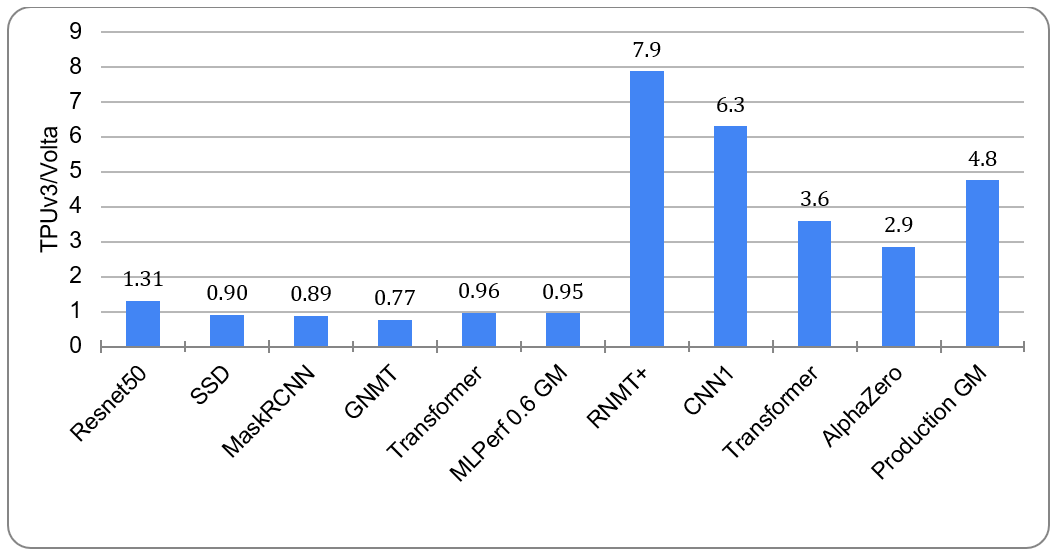 9
8
7
6
5
4
3
2
1
0
TPUv3/Volta
1.31
0.90
0.89
0.77
0.96
0.95
7.9
6.3
3.6
2.9
4.8
Resnet50
SSD
MaskRCNN
GNMT
Transformer
MLPerf 0.6 GM
RNMT+
CNN1
Transformer
AlphaZero
Production GM